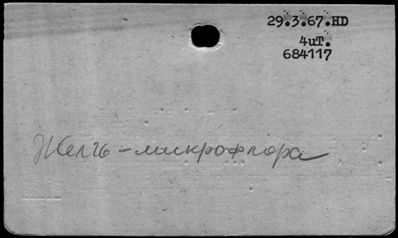 29.3.67.HD
4uT.
684117
Желчь-микрофлора